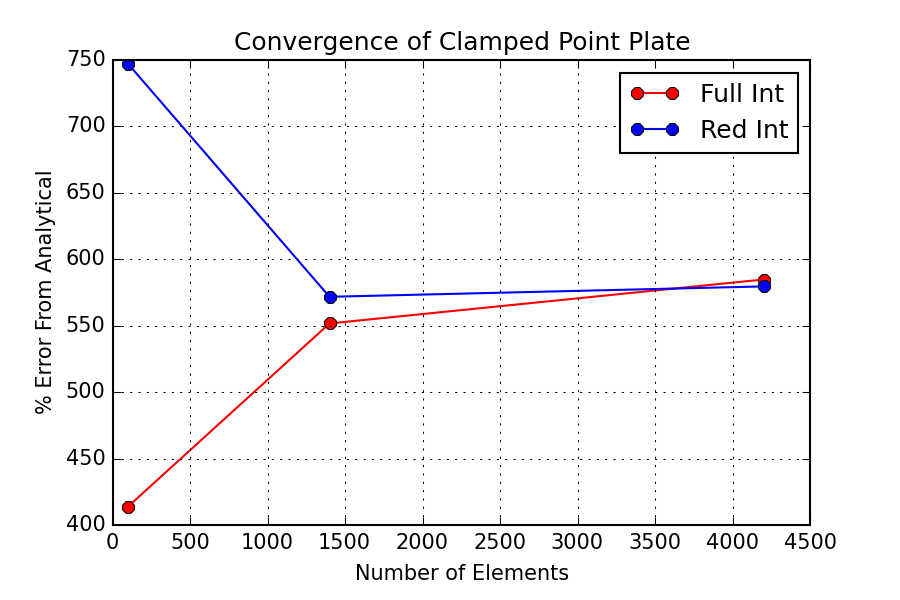 Convergence of Clamped Point Plate
750
700
650
600
550
500
450
400
% Error From Analytical
Full Int
Red Int
0 500 1000 1500 2000 2500 3000 3500 4000 4500
Number of Elements